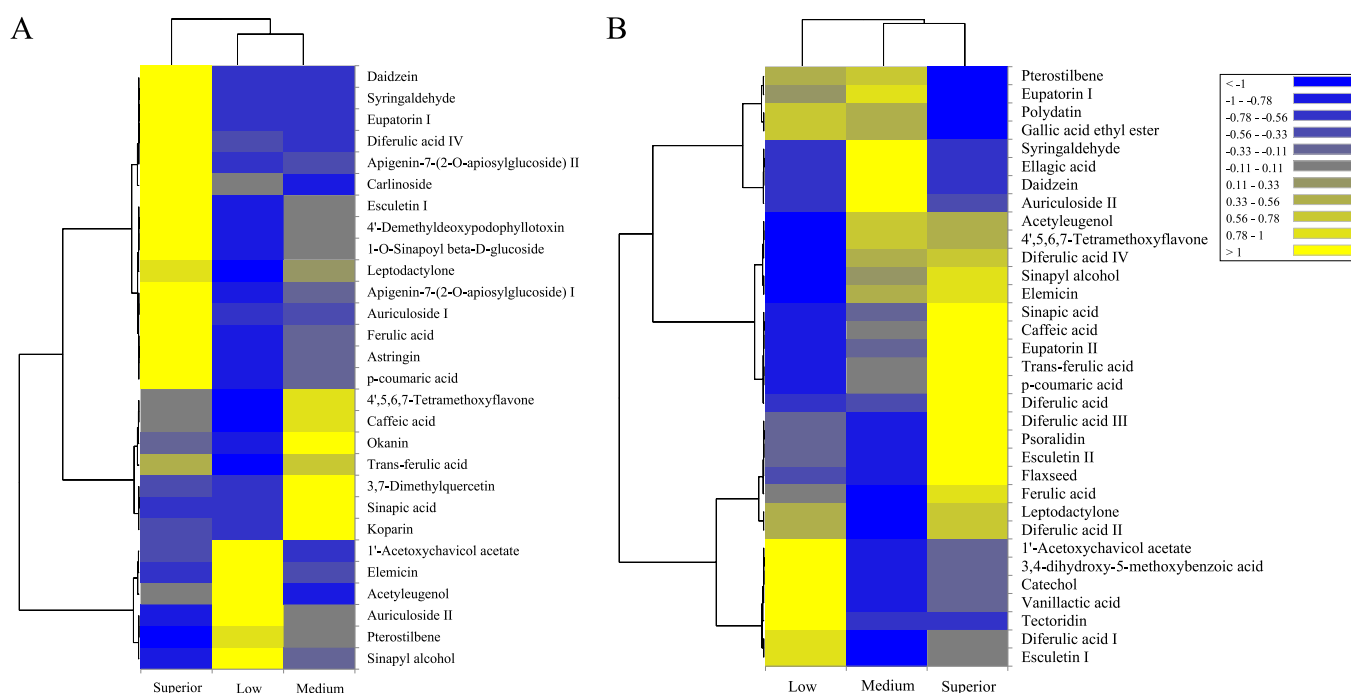 A
Daidzein
Syringaldehyde
Eupatorin I
Diferulic acid IV
Apigenin-7-(2-O-apiosylglucoside) II
Carlinoside
Esculetin I
4'-Demethyldeoxypodophyllotoxin
1-O-Sinapoyl beta-D-glucoside
Leptodactylone
Apigenin-7-(2-O-apiosylglucoside) I
Auriculoside I
Ferulic acid
Astringin
p-coumaric acid
4',5,6,7-Tetramethoxyflavone
Caffeic acid
Okanin
Trans-ferulic acid
3,7-Dimethylquercetin
Sinapic acid
Koparin
1'-Acetoxychavicol acetate
Elemicin
Acetyleugenol
Auriculoside II
Pterostilbene
Sinapyl alcohol
Superior Low Medium
B
Pterostilbene
Eupatorin I
Polydatin
Gallic acid ethyl ester
Syringaldehyde
Ellagic acid
Daidzein
Auriculoside II
Acetyleugenol
4',5,6,7-Tetramethoxyflavone
Diferulic acid IV
Sinapyl alcohol
Elemicin
Sinapic acid
Caffeic acid
Eupatorin II
Trans-ferulic acid
p-coumaric acid
Diferulic acid
Diferulic acid III
Psoralidin
Esculetin II
Flaxseed
Ferulic acid
Leptodactylone
Diferulic acid II
1'-Acetoxychavicol acetate
3,4-dihydroxy-5-methoxybenzoic acid
Catechol
Vanillactic acid
Tectoridin
Diferulic acid I
Esculetin I
Low Medium Superior
< -1
-1 - -0.78
-0.78 - -0.56
-0.56 - -0.33
-0.33 - -0.11
-0.11 - 0.11
0.11 - 0.33
0.33 - 0.56
0.56 - 0.78
0.78 - 1
> 1